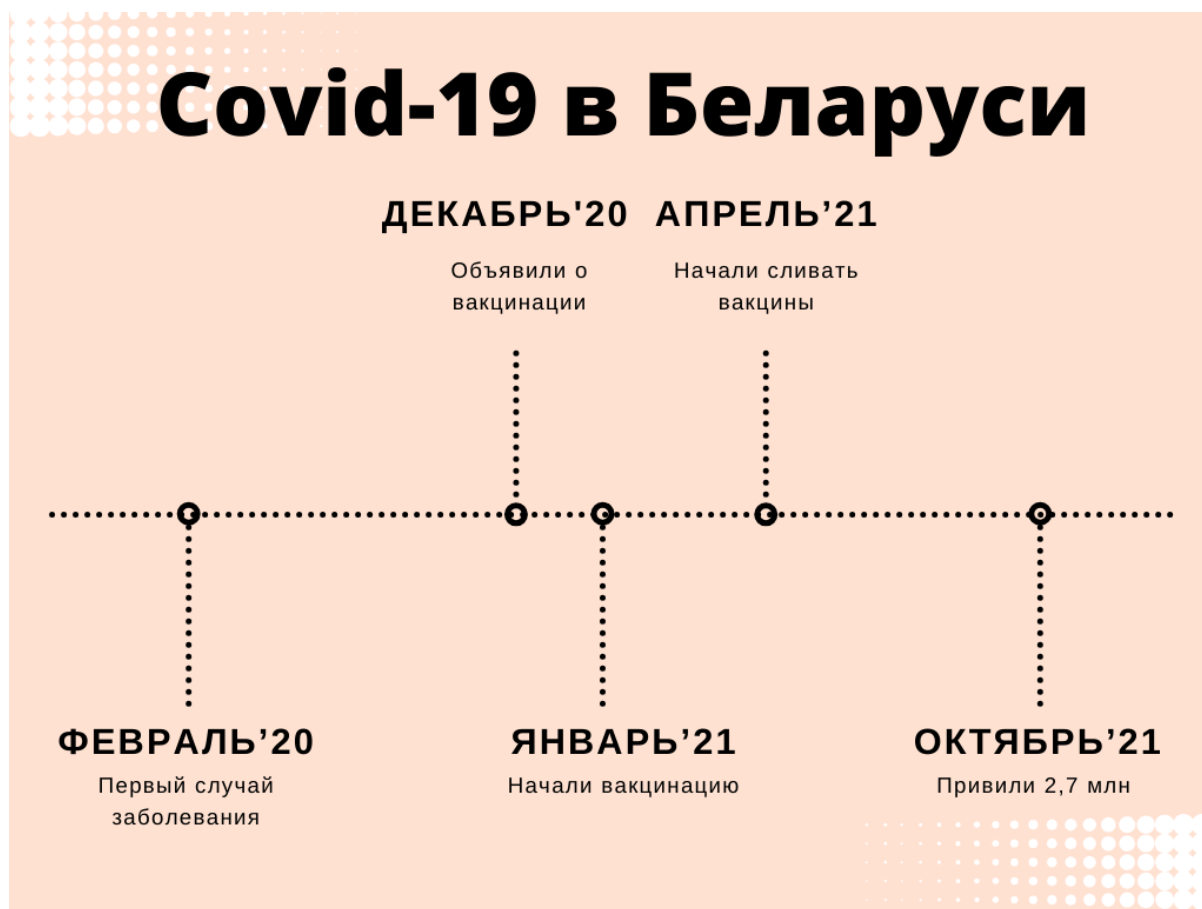 Covid-19 в Беларуси
ДЕКАБРЬ'20
Объявили о
вакцинации
АПРЕЛЬ’21
Начали сливать
вакцины
ФЕВРАЛЬ’20
Первый случай
заболевания
ЯНВАРЬ’21
Начали вакцинацию
ОКТЯБРЬ’21
Привили 2,7 млн